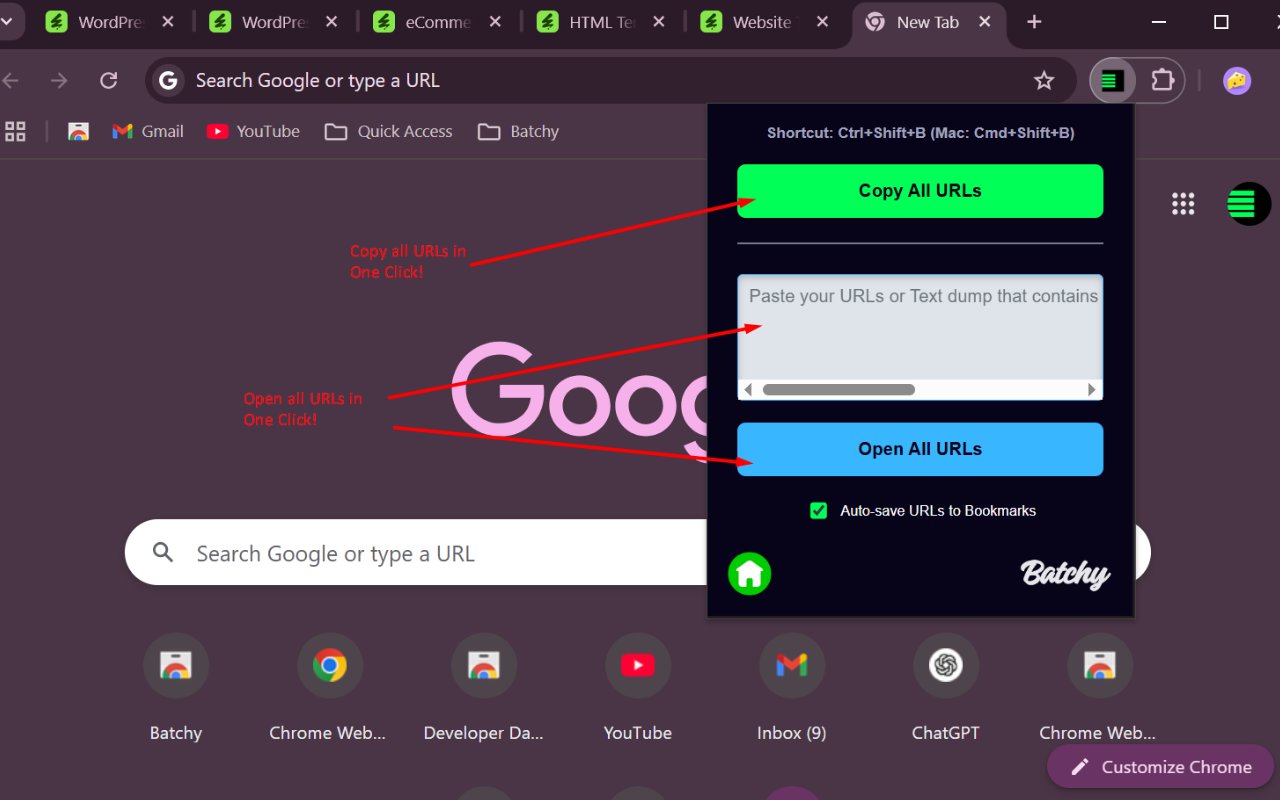 WordPres
WordPres
eComme
HTML Te
Website
New Tab
Search Google or type a URL
Gmail
YouTube
Quick Access
Batchy
Shortcut: Ctrl+Shift+B (Mac: Cmd+Shift+B)
Copy All URLs
Copy all URLs in
One Click!
Paste your URLs or Text dump that contains
Open all URLs in
One Click!
Goog
Open All URLs
Auto-save URLs to Bookmarks
Search Google or type a URL
Batchy
Batchy
Chrome Web...
Developer Da...
YouTube
Inbox (9)
ChatGPT
Chrome Web...
Customize Chrome